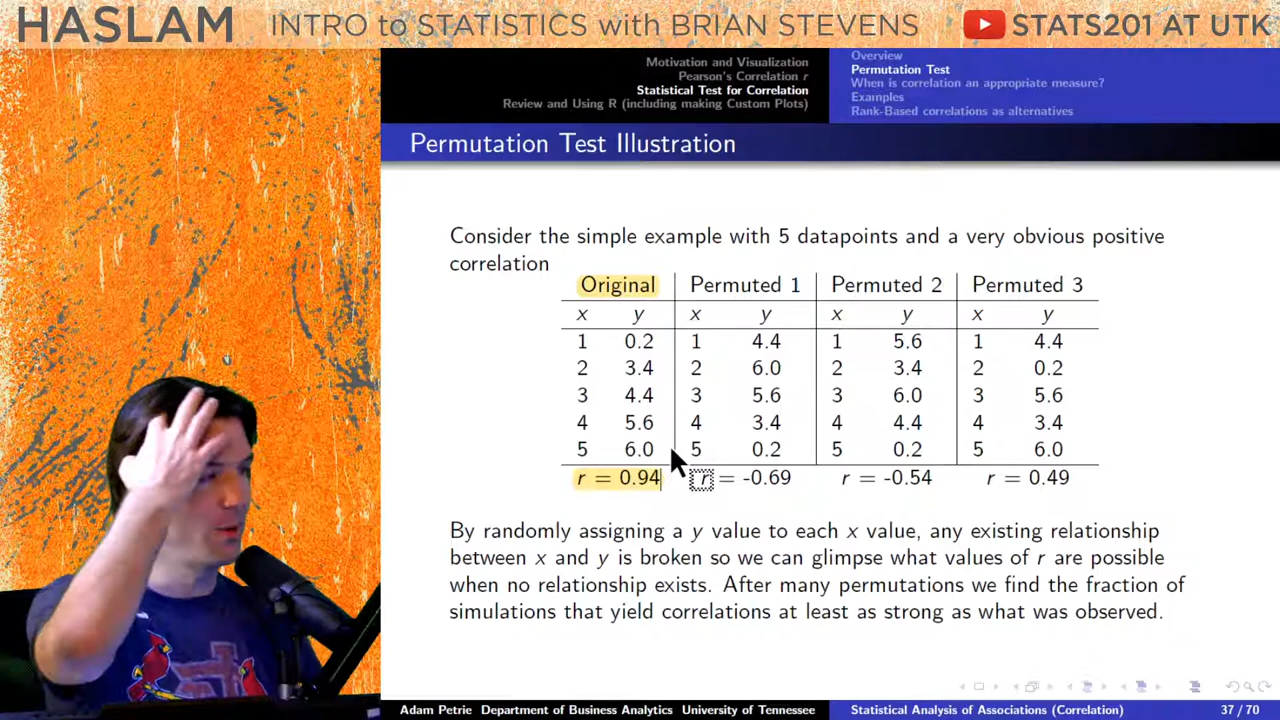 HASLAM INTRO to STATISTICS with BRIAN STEVENS STATS201 AT UTK
Motivation and Visualization
Pearson's Correlation r
Statistical Test for Correlation
Review and Using R (including making Custom Plots)
Overview
Permutation Test
When is correlation an appropriate measure?
Examples
Rank-Based correlations as alternatives
Permutation Test Illustration
Consider the simple example with 5 datapoints and a very obvious positive
correlation
Original Permuted 1 Permuted 2 Permuted 3
x y x y x y x y
1 0.2 1 4.4 1 5.6 1 4.4
2 3.4 2 6.0 2 3.4 2 0.2
3 4.4 3 5.6 3 6.0 3 5.6
4 5.6 4 3.4 4 4.4 4 3.4
5 6.0 5 0.2 5 0.2 5 6.0
r = 0.94 r = -0.69 r = -0.54 r = 0.49
By randomly assigning a y value to each x value, any existing relationship
between x and y is broken so we can glimpse what values of r are possible
when no relationship exists. After many permutations we find the fraction of
simulations that yield correlations at least as strong as what was observed.
Adam Petrie Department of Business Analytics University of Tennessee Statistical Analysis of Associations (Correlation) 37 / 70